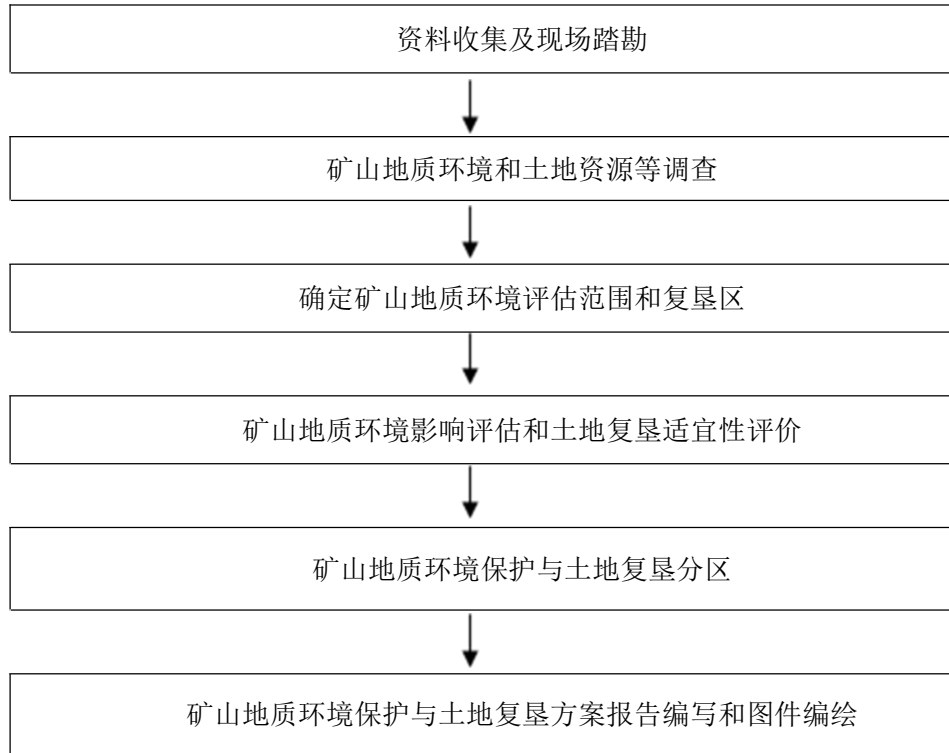 资料收集及现场踏勘
矿山地质环境和土地资源等调查
确定矿山地质环境评估范围和复垦区
矿山地质环境影响评估和土地复垦适宜性评价
矿山地质环境保护与土地复垦分区
矿山地质环境保护与土地复垦方案报告编写和图件编绘